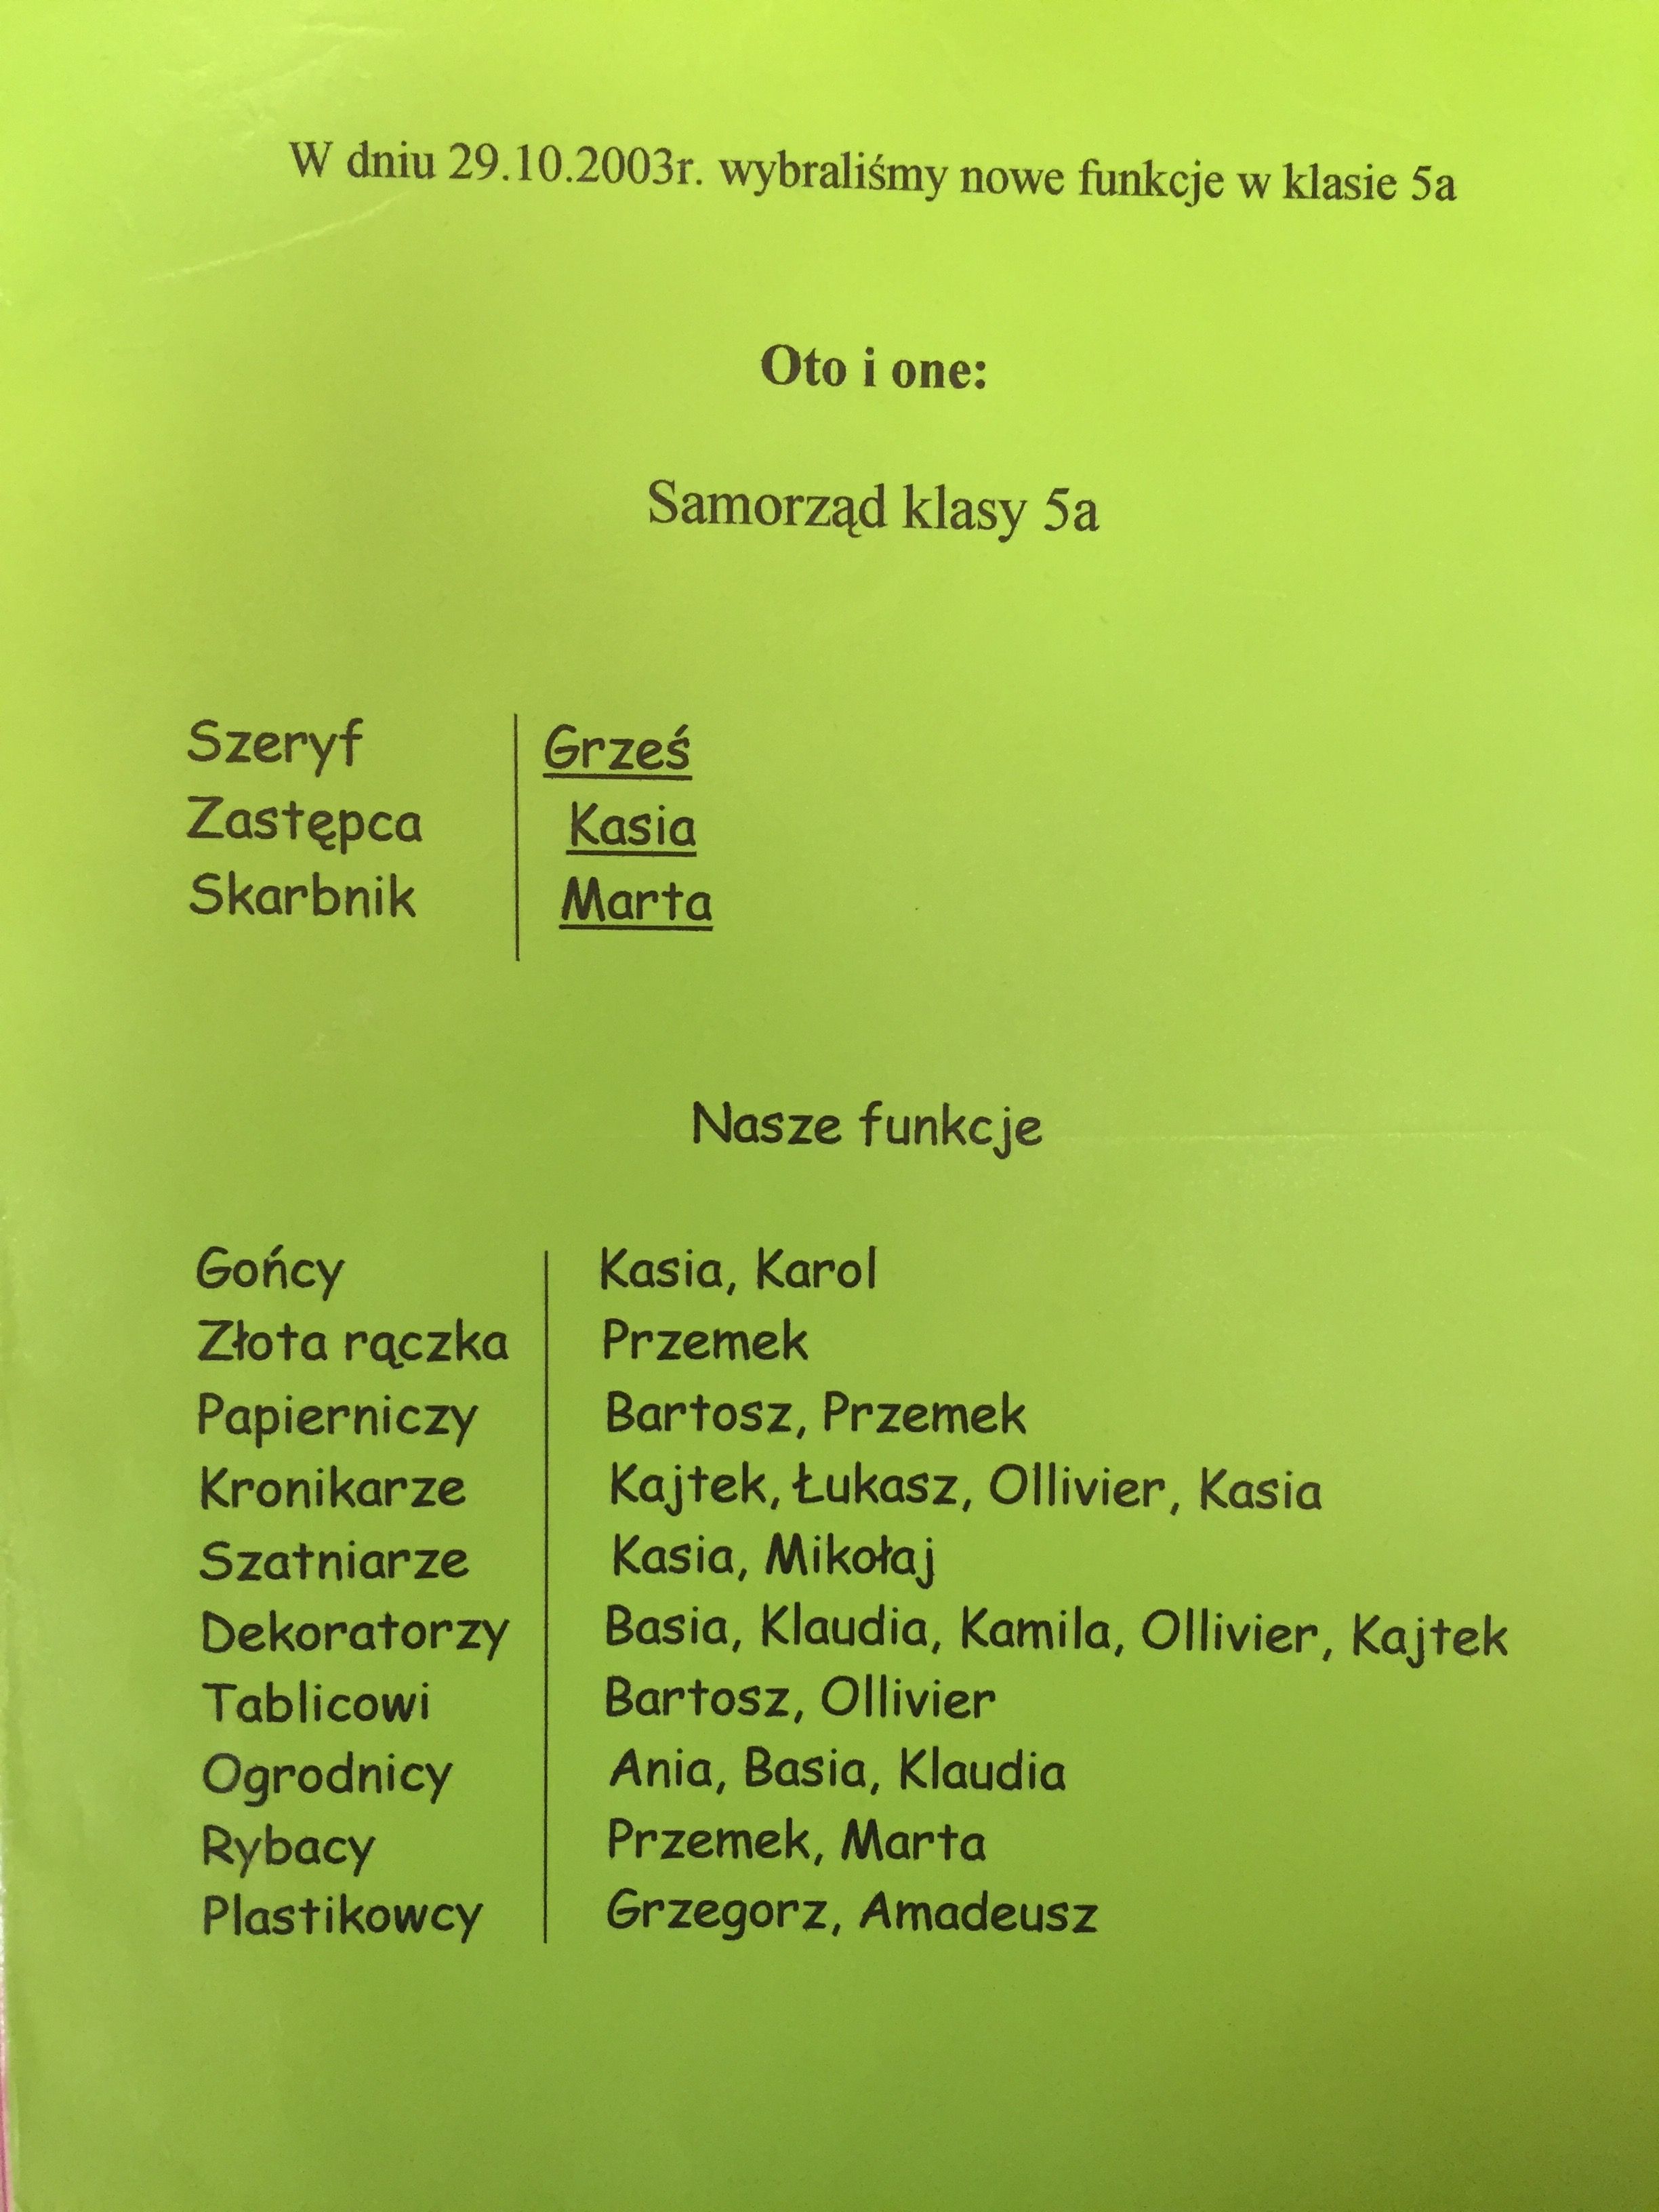 W dniu 29.10.2003r. wybraliśmy nowe funkcje w klasie 5a
Oto i one:
Samorząd klasy 5a
Szeryf Grześ
Zastępca Kasia
Skarbnik Marta
Nasze funkcje
Gońcy Kasia, Karol
Złota rączka Przemek
Papierniczy Bartosz, Przemek
Kronikarze Kajtek, Łukasz, Ollivier, Kasia
Szatniarze Kasia, Mikołaj
Dekoratorzy Basia, Klaudia, Kamila, Ollivier, Kajtek
Tablicowi Bartosz, Ollivier
Ogrodnicy Ania, Basia, Klaudia
Rybacy Przemek, Marta
Plastikowcy Grzegorz, Amadeusz